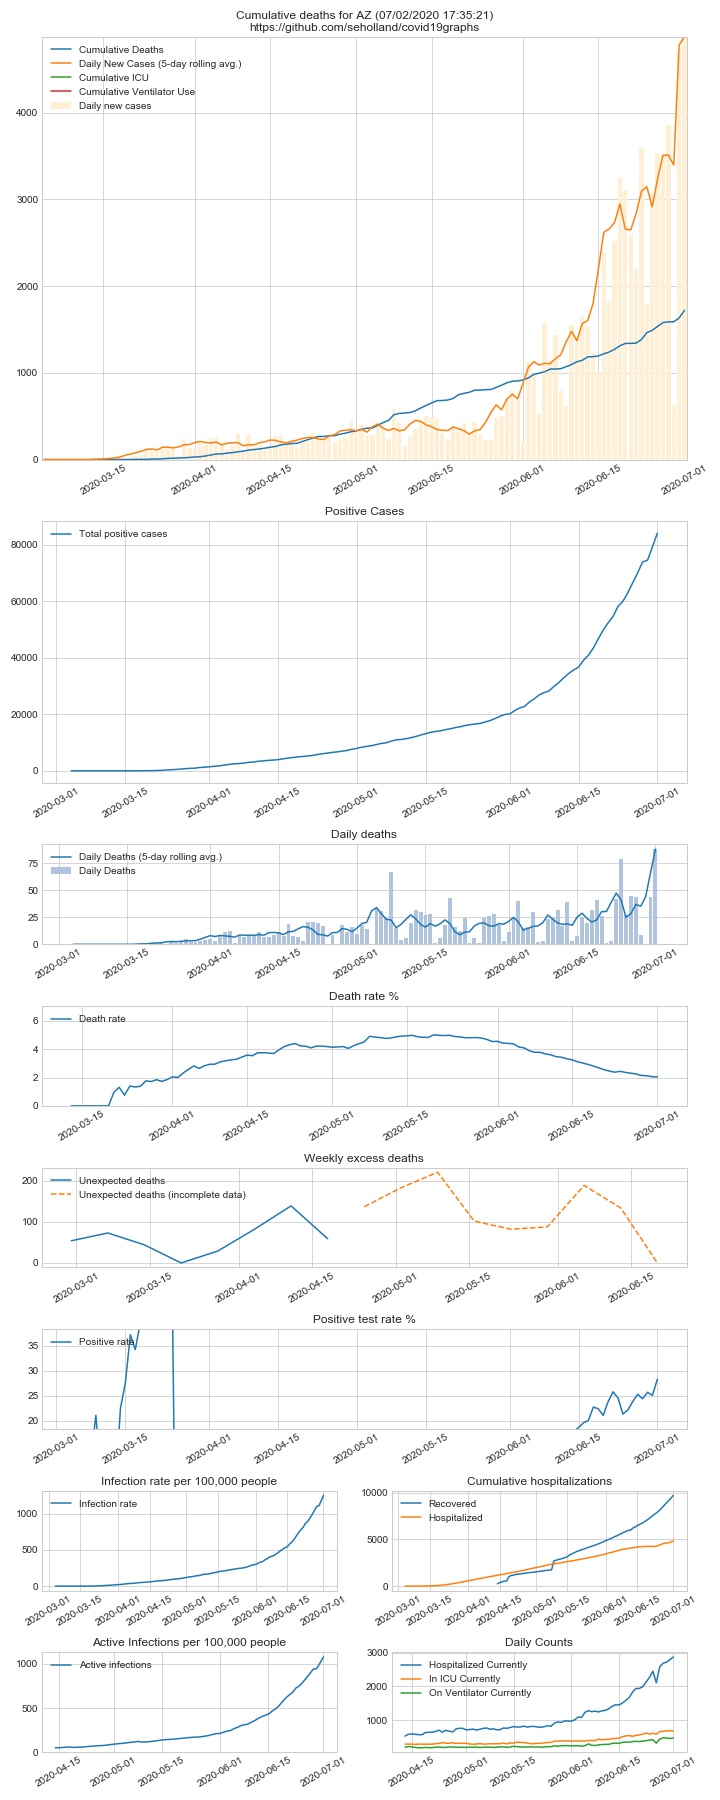 Cumulative deaths for AZ (07/02/2020 17:35:21)
https://github.com/seholland/covid19graphs
Cumulative Deaths
Daily New Cases (5-day rolling avg.)
Cumulative ICU
Cumulative Ventilator Use
Daily new cases
4000
3000
2000
1000
0
2020-03-15 2020-04-01 2020-04-15 2020-05-01 2020-05-15 2020-06-01 2020-06-15 2020-07-01
Positive Cases
Total positive cases
80000
60000
40000
20000
0
2020-03-01 2020-03-15 2020-04-01 2020-04-15 2020-05-01 2020-05-15 2020-06-01 2020-06-15 2020-07-01
Daily deaths
Daily Deaths (5-day rolling avg.)
Daily Deaths
75
50
25
0
2020-03-01 2020-03-15 2020-04-01 2020-04-15 2020-05-01 2020-05-15 2020-06-01 2020-06-15 2020-07-01
Death rate %
Death rate
6
4
2
0
2020-03-15 2020-04-01 2020-04-15 2020-05-01 2020-05-15 2020-06-01 2020-06-15 2020-07-01
Weekly excess deaths
Unexpected deaths
Unexpected deaths (incomplete data)
200
100
0
2020-03-01 2020-03-15 2020-04-01 2020-04-15 2020-05-01 2020-05-15 2020-06-01 2020-06-15
Positive test rate %
Positive rate
35
30
25
20
2020-03-01 2020-03-15 2020-04-01 2020-04-15 2020-05-01 2020-05-15 2020-06-01 2020-06-15 2020-07-01
Infection rate per 100,000 people
Infection rate
1000
500
0
2020-03-01 2020-03-15 2020-04-01 2020-04-15 2020-05-01 2020-05-15 2020-06-01 2020-06-15 2020-07-01
Cumulative hospitalizations
Recovered
Hospitalized
10000
5000
0
2020-03-01 2020-03-15 2020-04-01 2020-04-15 2020-05-01 2020-05-15 2020-06-01 2020-06-15 2020-07-01
Active Infections per 100,000 people
Active infections
1000
500
0
2020-04-15 2020-05-01 2020-05-15 2020-06-01 2020-06-15 2020-07-01
Daily Counts
Hospitalized Currently
In ICU Currently
On Ventilator Currently
3000
2000
1000
2020-04-15 2020-05-01 2020-05-15 2020-06-01 2020-06-15 2020-07-01